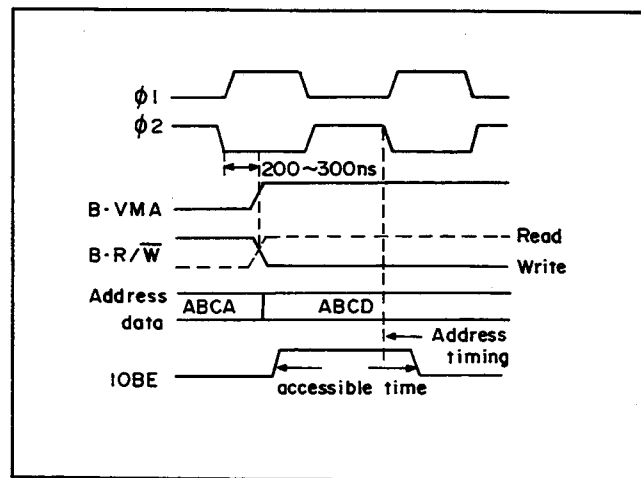 φ1
φ2
200~300ns
B-VMA
B-R/W̅
Read
Write
Address
data
ABCA
ABCD
Address
timing
IOBE
accessible time